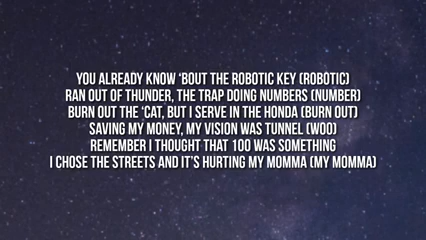 YOU ALREADY KNOW ‘BOUT THE ROBOTIC KEY (ROBOTIC)
RAN OUT OF THUNDER, THE TRAP DOING NUMBERS (NUMBER)
BURN OUT THE ‘CAT, BUT I SERVE IN THE HONDA (BURN OUT)
SAVING MY MONEY, MY VISION WAS TUNNEL (WOO)
REMEMBER I THOUGHT THAT 100 WAS SOMETHING
I CHOSE THE STREETS AND IT'S HURTING MY MOMMA (MY MOMMA)